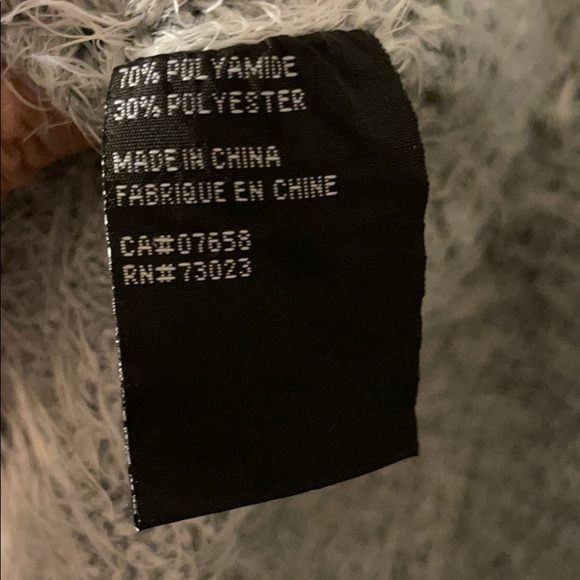 70% POLYAMIDE
30% POLYESTER
MADE IN CHINA
FABRIQUE EN CHINE
CA#07658
RN#73023